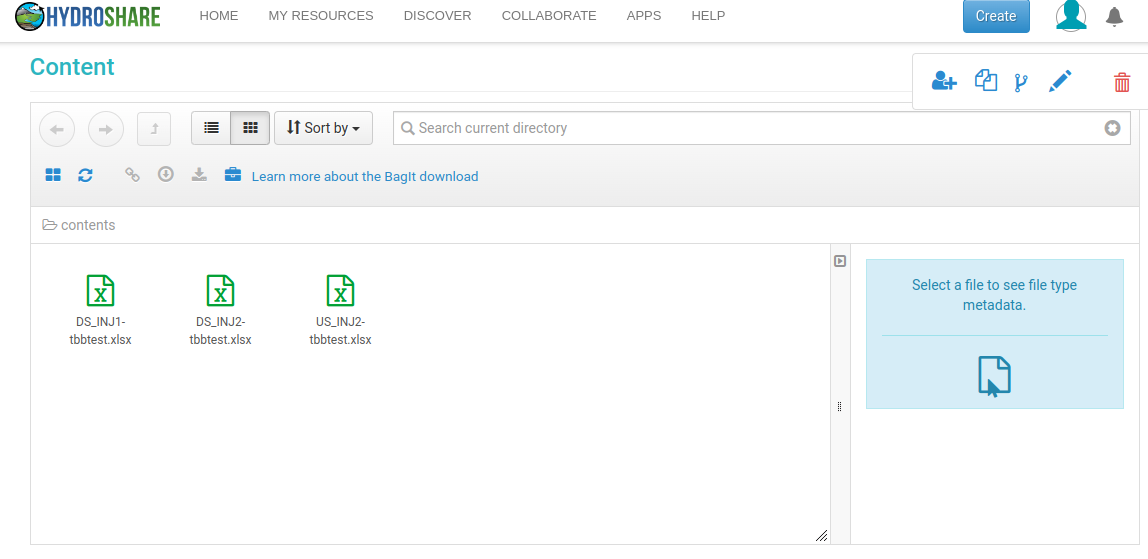 HYDROSHARE
HOME MY RESOURCES DISCOVER COLLABORATE APPS HELP Create
Content
Sort by Search current directory
Learn more about the BagIt download
contents
DS_INJ1-
tbbtest.xlsx
DS_INJ2-
tbbtest.xlsx
US_INJ2-
tbbtest.xlsx
Select a file to see file type
metadata.